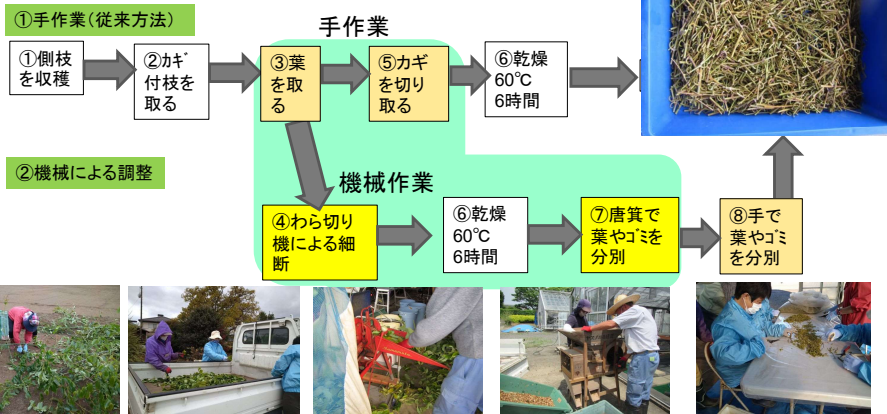 ①手作業(従来方法)
手作業
①側枝
を収穫
②ｶｷﾞ
付枝を
取る
③葉
を取
る
⑤カギ
を切り
取る
⑥乾燥
60℃
6時間
②機械による調整
機械作業
④わら切り
機による細
断
⑥乾燥
60℃
6時間
⑦唐箕で
葉やｺﾞﾐを
分別
⑧手で
葉やｺﾞﾐ
を分別